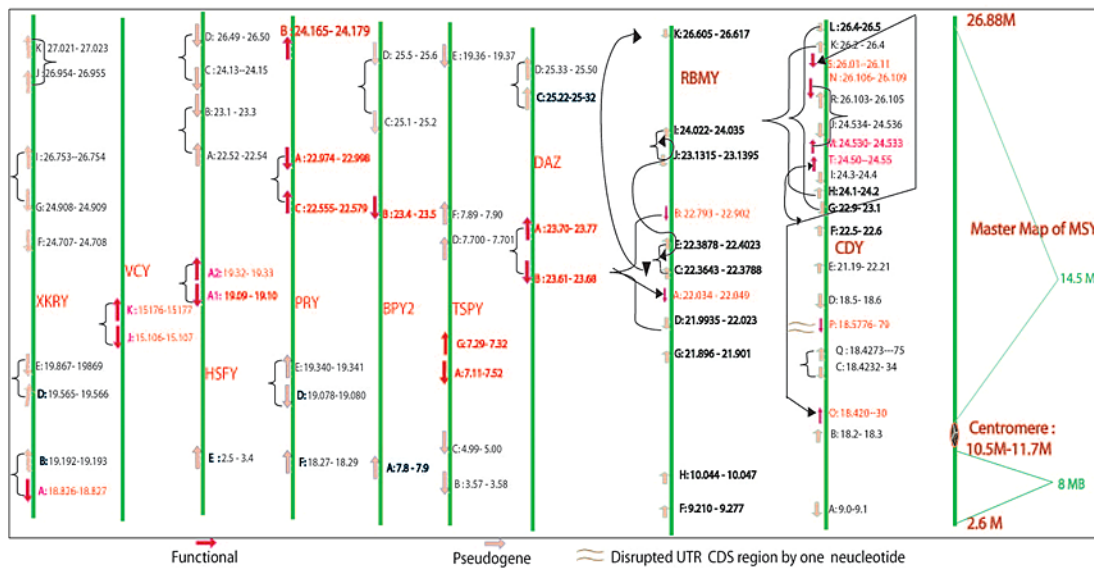 K 27.021 - 27.023
J :26.954 - 26.955
I :26.753 - 26.754
G: 24.908 - 24.909
F: 24.707 - 24.708
XKRY
E: 19.867 - 19869
D: 19.565 - 19.566
B: 19.192-19.193
A: 18.826 - 18.827
VCY
K : 15176-15177
J: 15.106-15.107
D: 26.49 - 26.50
C : 24.13--24.15
B: 23.1 - 23.3
A: 22.52 - 22.54
A2: 19.32 - 19.33
A1: 19.09 - 19.10
HSFY
E : 2.5 - 3.4
B : 24.165- 24.179
A : 22.974 - 22.998
C : 22.555- 22.579
PRY
E: 19.340 - 19.341
D: 19.078 -19.080
F: 18.27 - 18.29
D: 25.5 - 25.6
C: 25.1 - 25.2
B : 23.4 - 23.5
BPY2
A: 7.8 - 7.9
E : 19.36 - 19.37
F: 7.89 - 7.90
D: 7.700 - 7.701
TSPY
G: 7.29 - 7.32
A: 7.11- 7.52
C: 4.99- 5.00
B : 3.57 - 3.58
D: 25.33 - 25.50
C: 25.22-25-32
DAZ
A : 23.70 - 23.77
B : 23.61 - 23.68
K: 26.605 - 26.617
RBMY
I: 24.022- 24.035
J: 23.1315 - 23.1395
B: 22.793 - 22.902
E: 22.3878 - 22.4023
C: 22.3643- 22.3788
A: 22.034 - 22.049
D: 21.9935 - 22.023
G: 21.896 - 21.901
H: 10.044 - 10.047
F: 9.210 - 9.277
L: 26.4- 26.5
K: 26.2 - 26.4
S: 26.01--26.11
N : 26.106- 26.109
R: 26.103 - 26.105
J: 24.534 - 24.536
M: 24.530 - 24.533
T: 24.50--24.55
I: 24.3 - 24.4
H: 24.1- 24.2
G: 22.9 - 23.1
F: 22.5 - 22.6
CDY
E: 21.19 - 22.21
D: 18.5 - 18.6
P: 18.5776- 79
Q : 18.4273---75
C: 18.4232- 34
O: 18.420--30
B: 18.2 - 18.3
A: 9.0-9.1
26.88M
Master Map of MSY
14.5 M
Centromere :
10.5M-11.7M
8 MB
2.6 M
Functional
Pseudogene
Disrupted UTR CDS region by one neucleotide